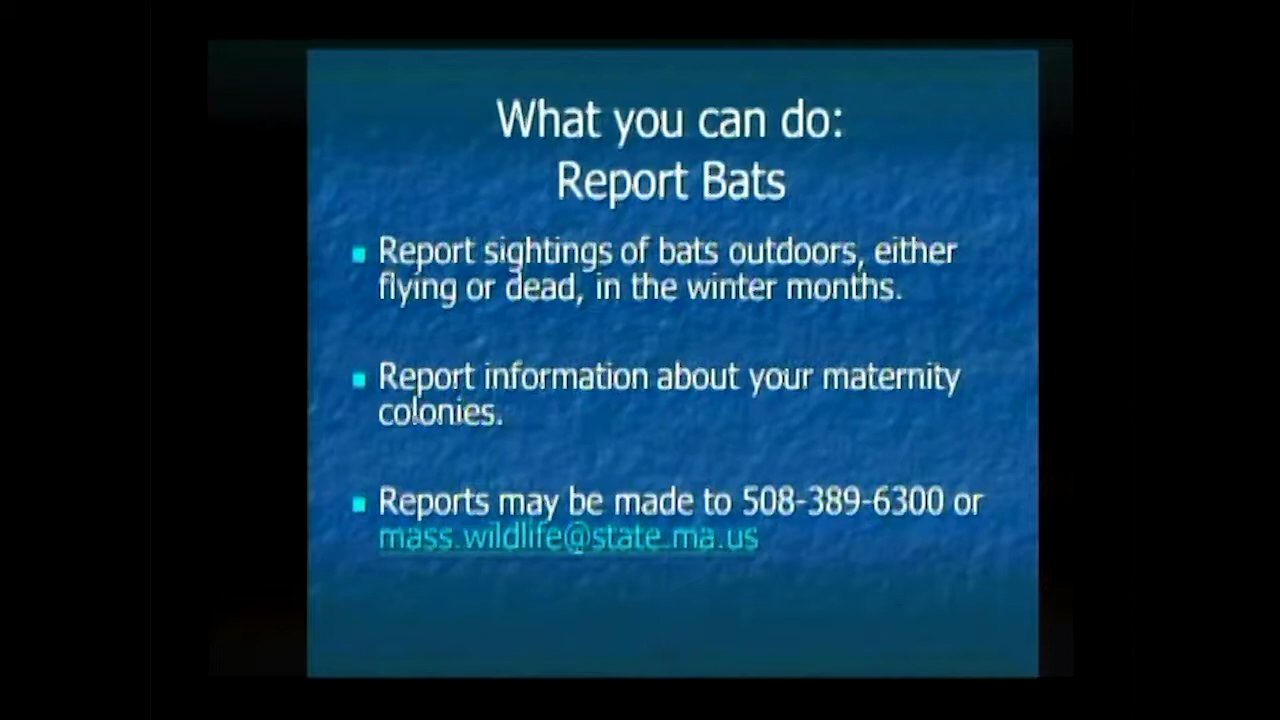 What you can do:
Report Bats
Report sightings of bats outdoors, either
flying or dead, in the winter months.
Report information about your maternity
colonies.
Reports may be made to 508-389-6300 or
mass.wildlife@state.ma.us